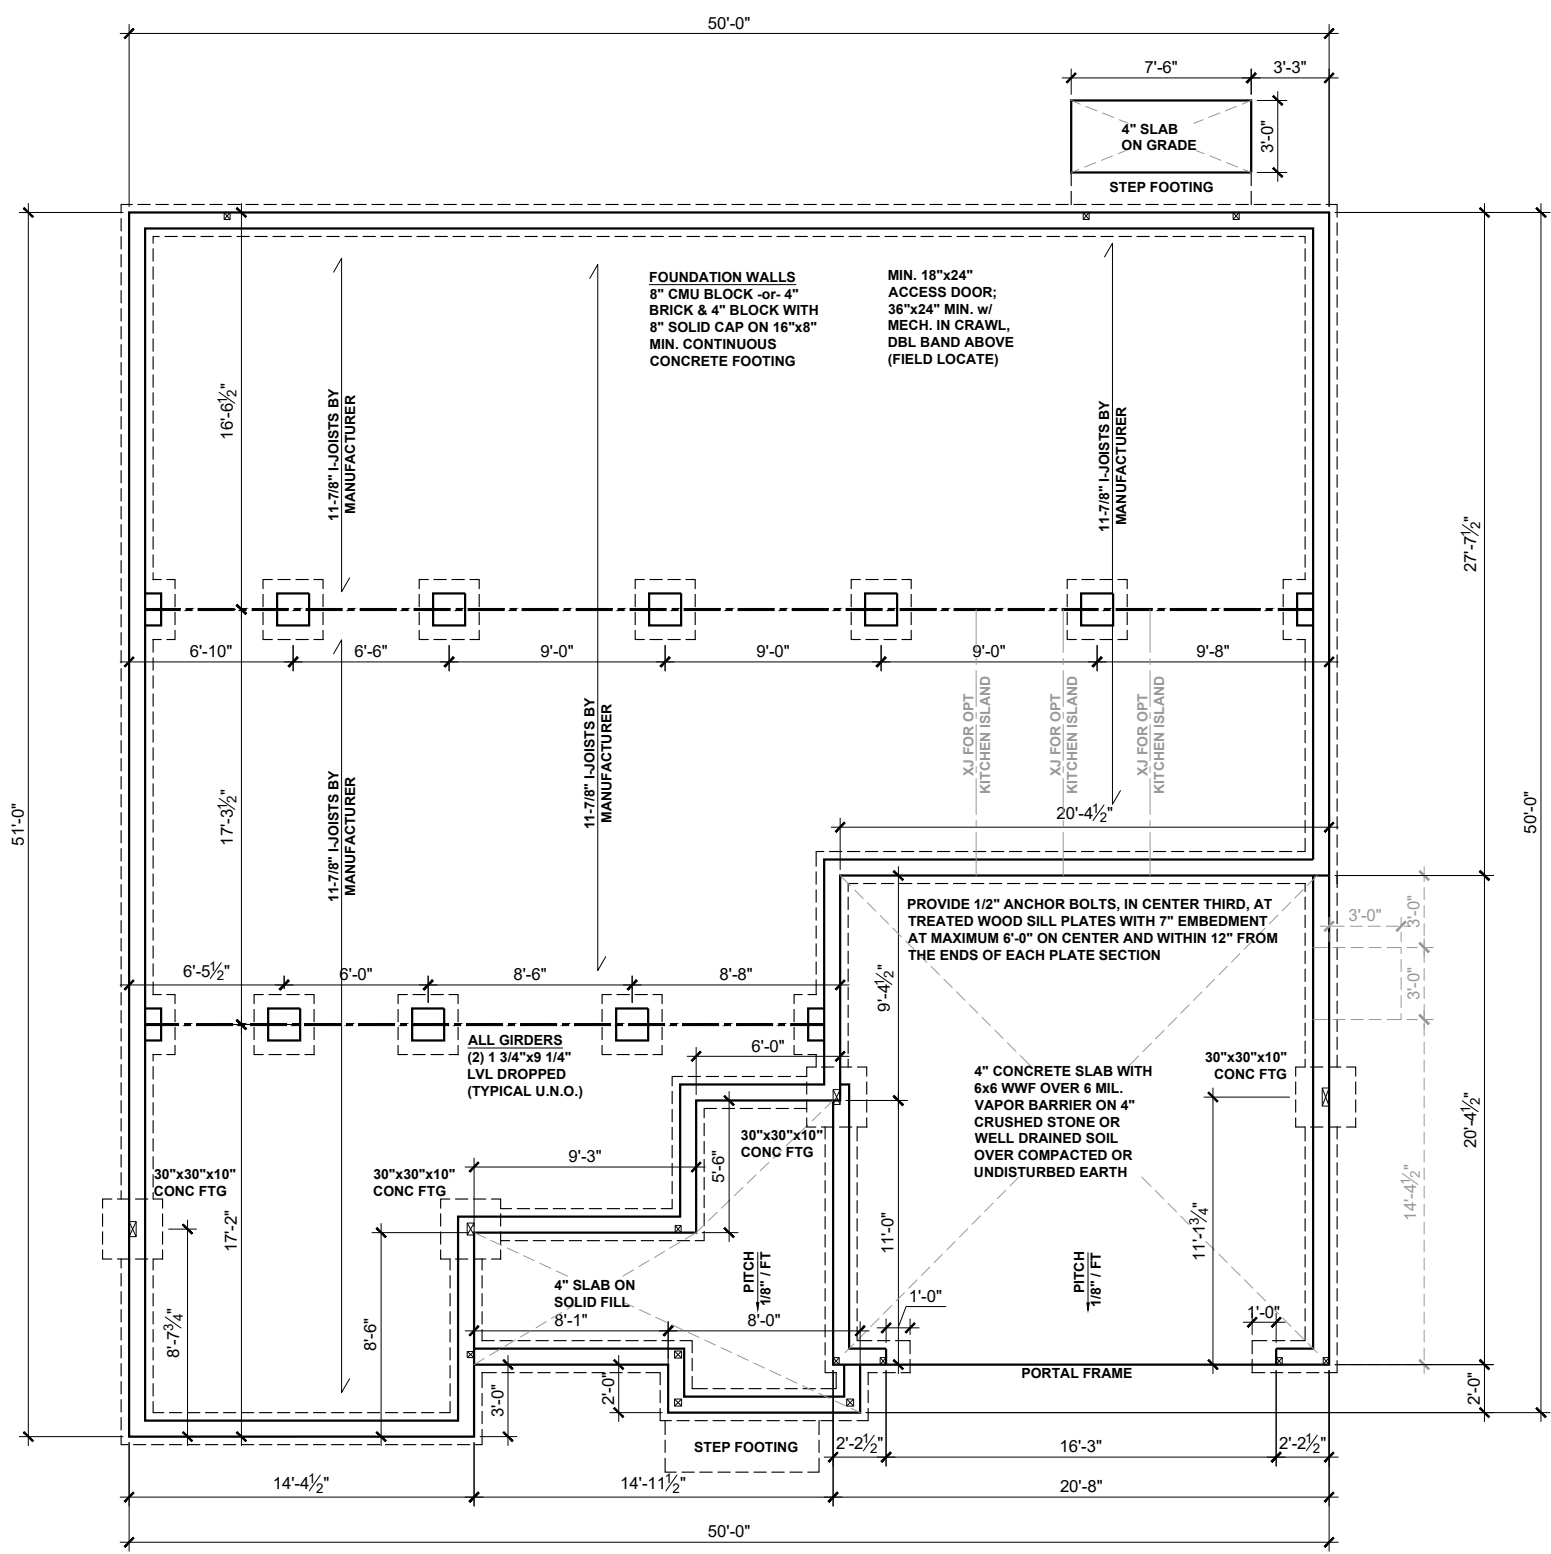 50'-0"
7'-6"
3'-3"
4" SLAB
ON GRADE
3'-0"
STEP FOOTING
FOUNDATION WALLS
8" CMU BLOCK -or- 4"
BRICK & 4" BLOCK WITH
8" SOLID CAP ON 16"x8"
MIN. CONTINUOUS
CONCRETE FOOTING
MIN. 18"x24"
ACCESS DOOR;
36"x24" MIN. w/
MECH. IN CRAWL,
DBL BAND ABOVE
(FIELD LOCATE)
16'-6½"
11-7/8" I-JOISTS BY
MANUFACTURER
11-7/8" I-JOISTS BY
MANUFACTURER
27'-7½"
6'-10"
6'-6"
9'-0"
9'-0"
9'-0"
9'-8"
XJ FOR OPT
KITCHEN ISLAND
XJ FOR OPT
KITCHEN ISLAND
XJ FOR OPT
KITCHEN ISLAND
51'-0"
17'-3½"
11-7/8" I-JOISTS BY
MANUFACTURER
11-7/8" I-JOISTS BY
MANUFACTURER
20'-4½"
50'-0"
PROVIDE 1/2" ANCHOR BOLTS, IN CENTER THIRD, AT
TREATED WOOD SILL PLATES WITH 7" EMBEDMENT
AT MAXIMUM 6'-0" ON CENTER AND WITHIN 12" FROM
THE ENDS OF EACH PLATE SECTION
3'-0"
3'-0"
3'-0"
6'-5½"
6'-0"
8'-6"
8'-8"
9'-4½"
ALL GIRDERS
(2) 1 3/4"x9 1/4"
LVL DROPPED
(TYPICAL U.N.O.)
6'-0"
4" CONCRETE SLAB WITH
6x6 WWF OVER 6 MIL.
VAPOR BARRIER ON 4"
CRUSHED STONE OR
WELL DRAINED SOIL
OVER COMPACTED OR
UNDISTURBED EARTH
30"x30"x10"
CONC FTG
20'-4½"
30"x30"x10"
CONC FTG
5'-6"
9'-3"
30"x30"x10"
CONC FTG
30"x30"x10"
CONC FTG
14'-4½"
17'-2"
11'-0"
11'-1¾"
4" SLAB ON
SOLID FILL
PITCH
1/8" / FT
PITCH
1/8" / FT
8'-7¾"
8'-6"
8'-1"
8'-0"
1'-0"
1'-0"
PORTAL FRAME
3'-0"
2'-0"
2'-0"
STEP FOOTING
2'-2½"
16'-3"
2'-2½"
14'-4½"
14'-11½"
20'-8"
50'-0"